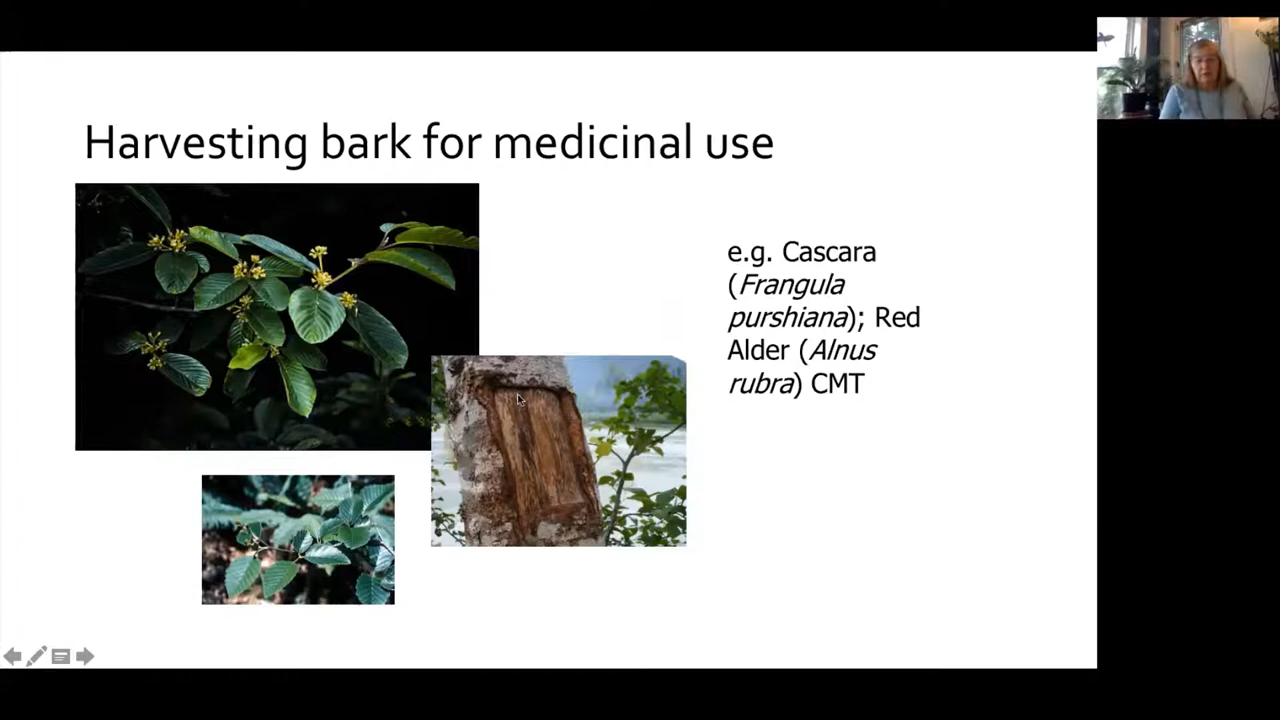 Harvesting bark for medicinal use
e.g. Cascara
(Frangula
purshiana); Red
Alder (Alnus
rubra) CMT